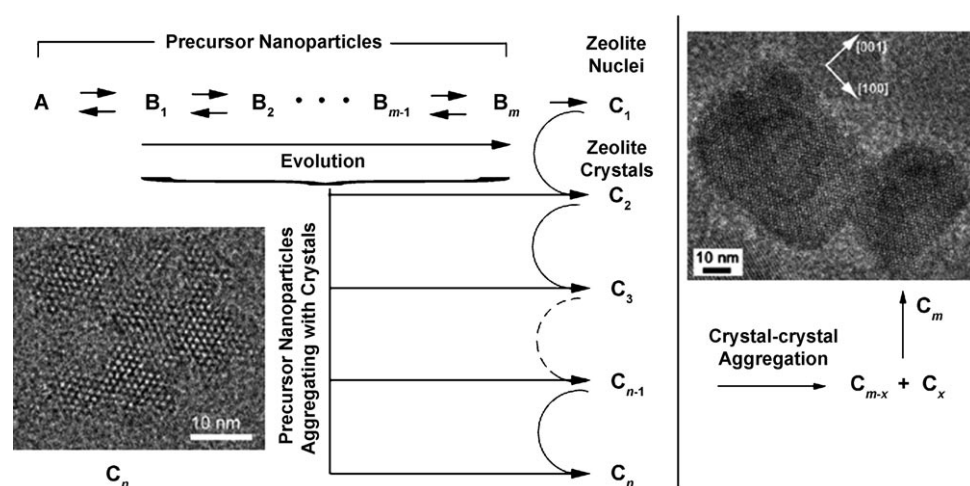 Precursor Nanoparticles
Zeolite
Nuclei
A B1 B2 • • • Bm-1 Bm C1
Evolution
Zeolite
Crystals
C2
Precursor Nanoparticles
Aggregating with Crystals
C3
Cn-1
Cn
10 nm
Cn
[001]
[100]
10 nm
Cm
Crystal-crystal
Aggregation
Cm-x + Cx